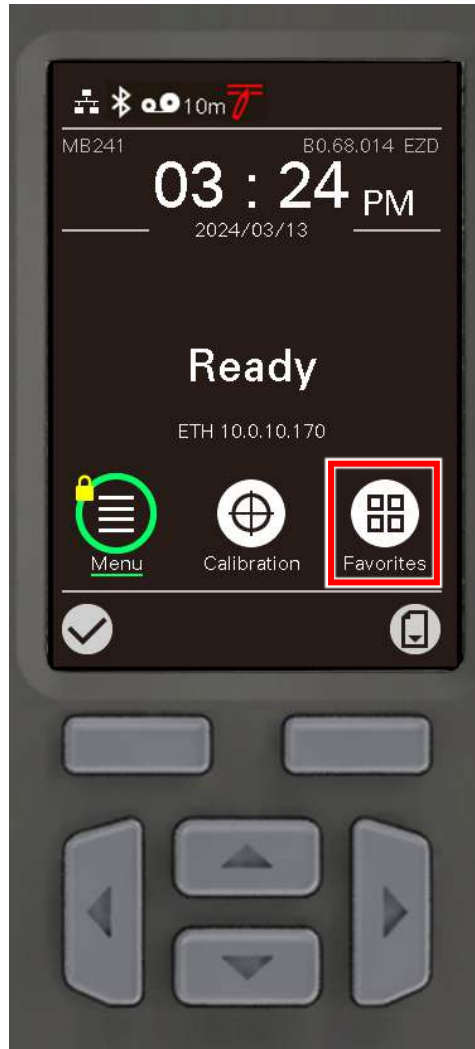 10m
MB241 B0.68.014 EZD
03 : 24 PM
2024/03/13
Ready
ETH 10.0.10.170
Menu Calibration Favorites